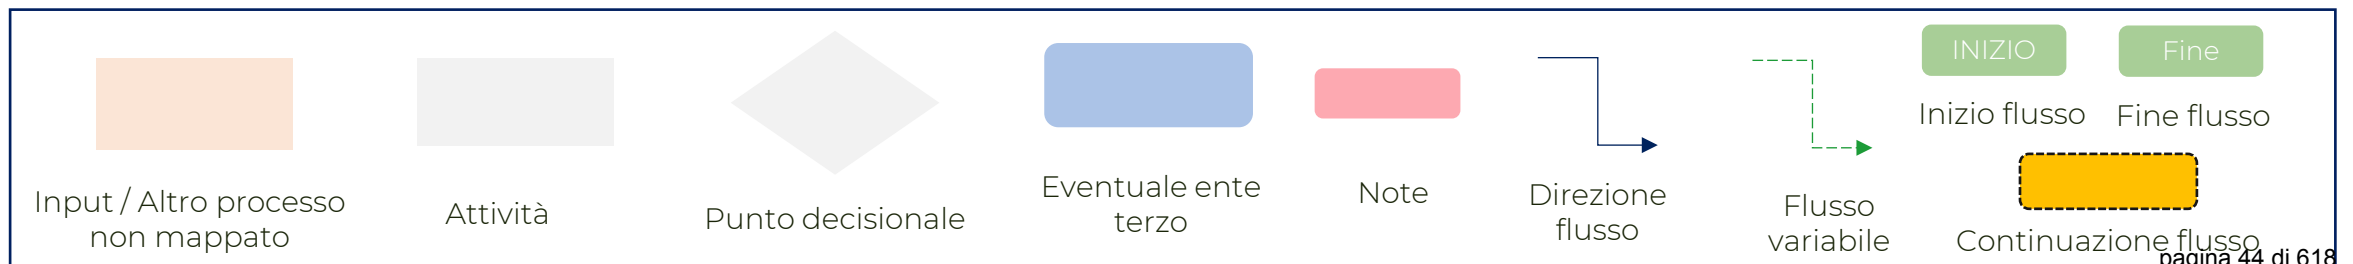 Input / Altro processo
non mappato
Attività
Punto decisionale
Eventuale ente
terzo
Note
Direzione
flusso
Flusso
variabile
INIZIO
Fine
Inizio flusso
Fine flusso
Continuazione flusso
pagina 44 di 618